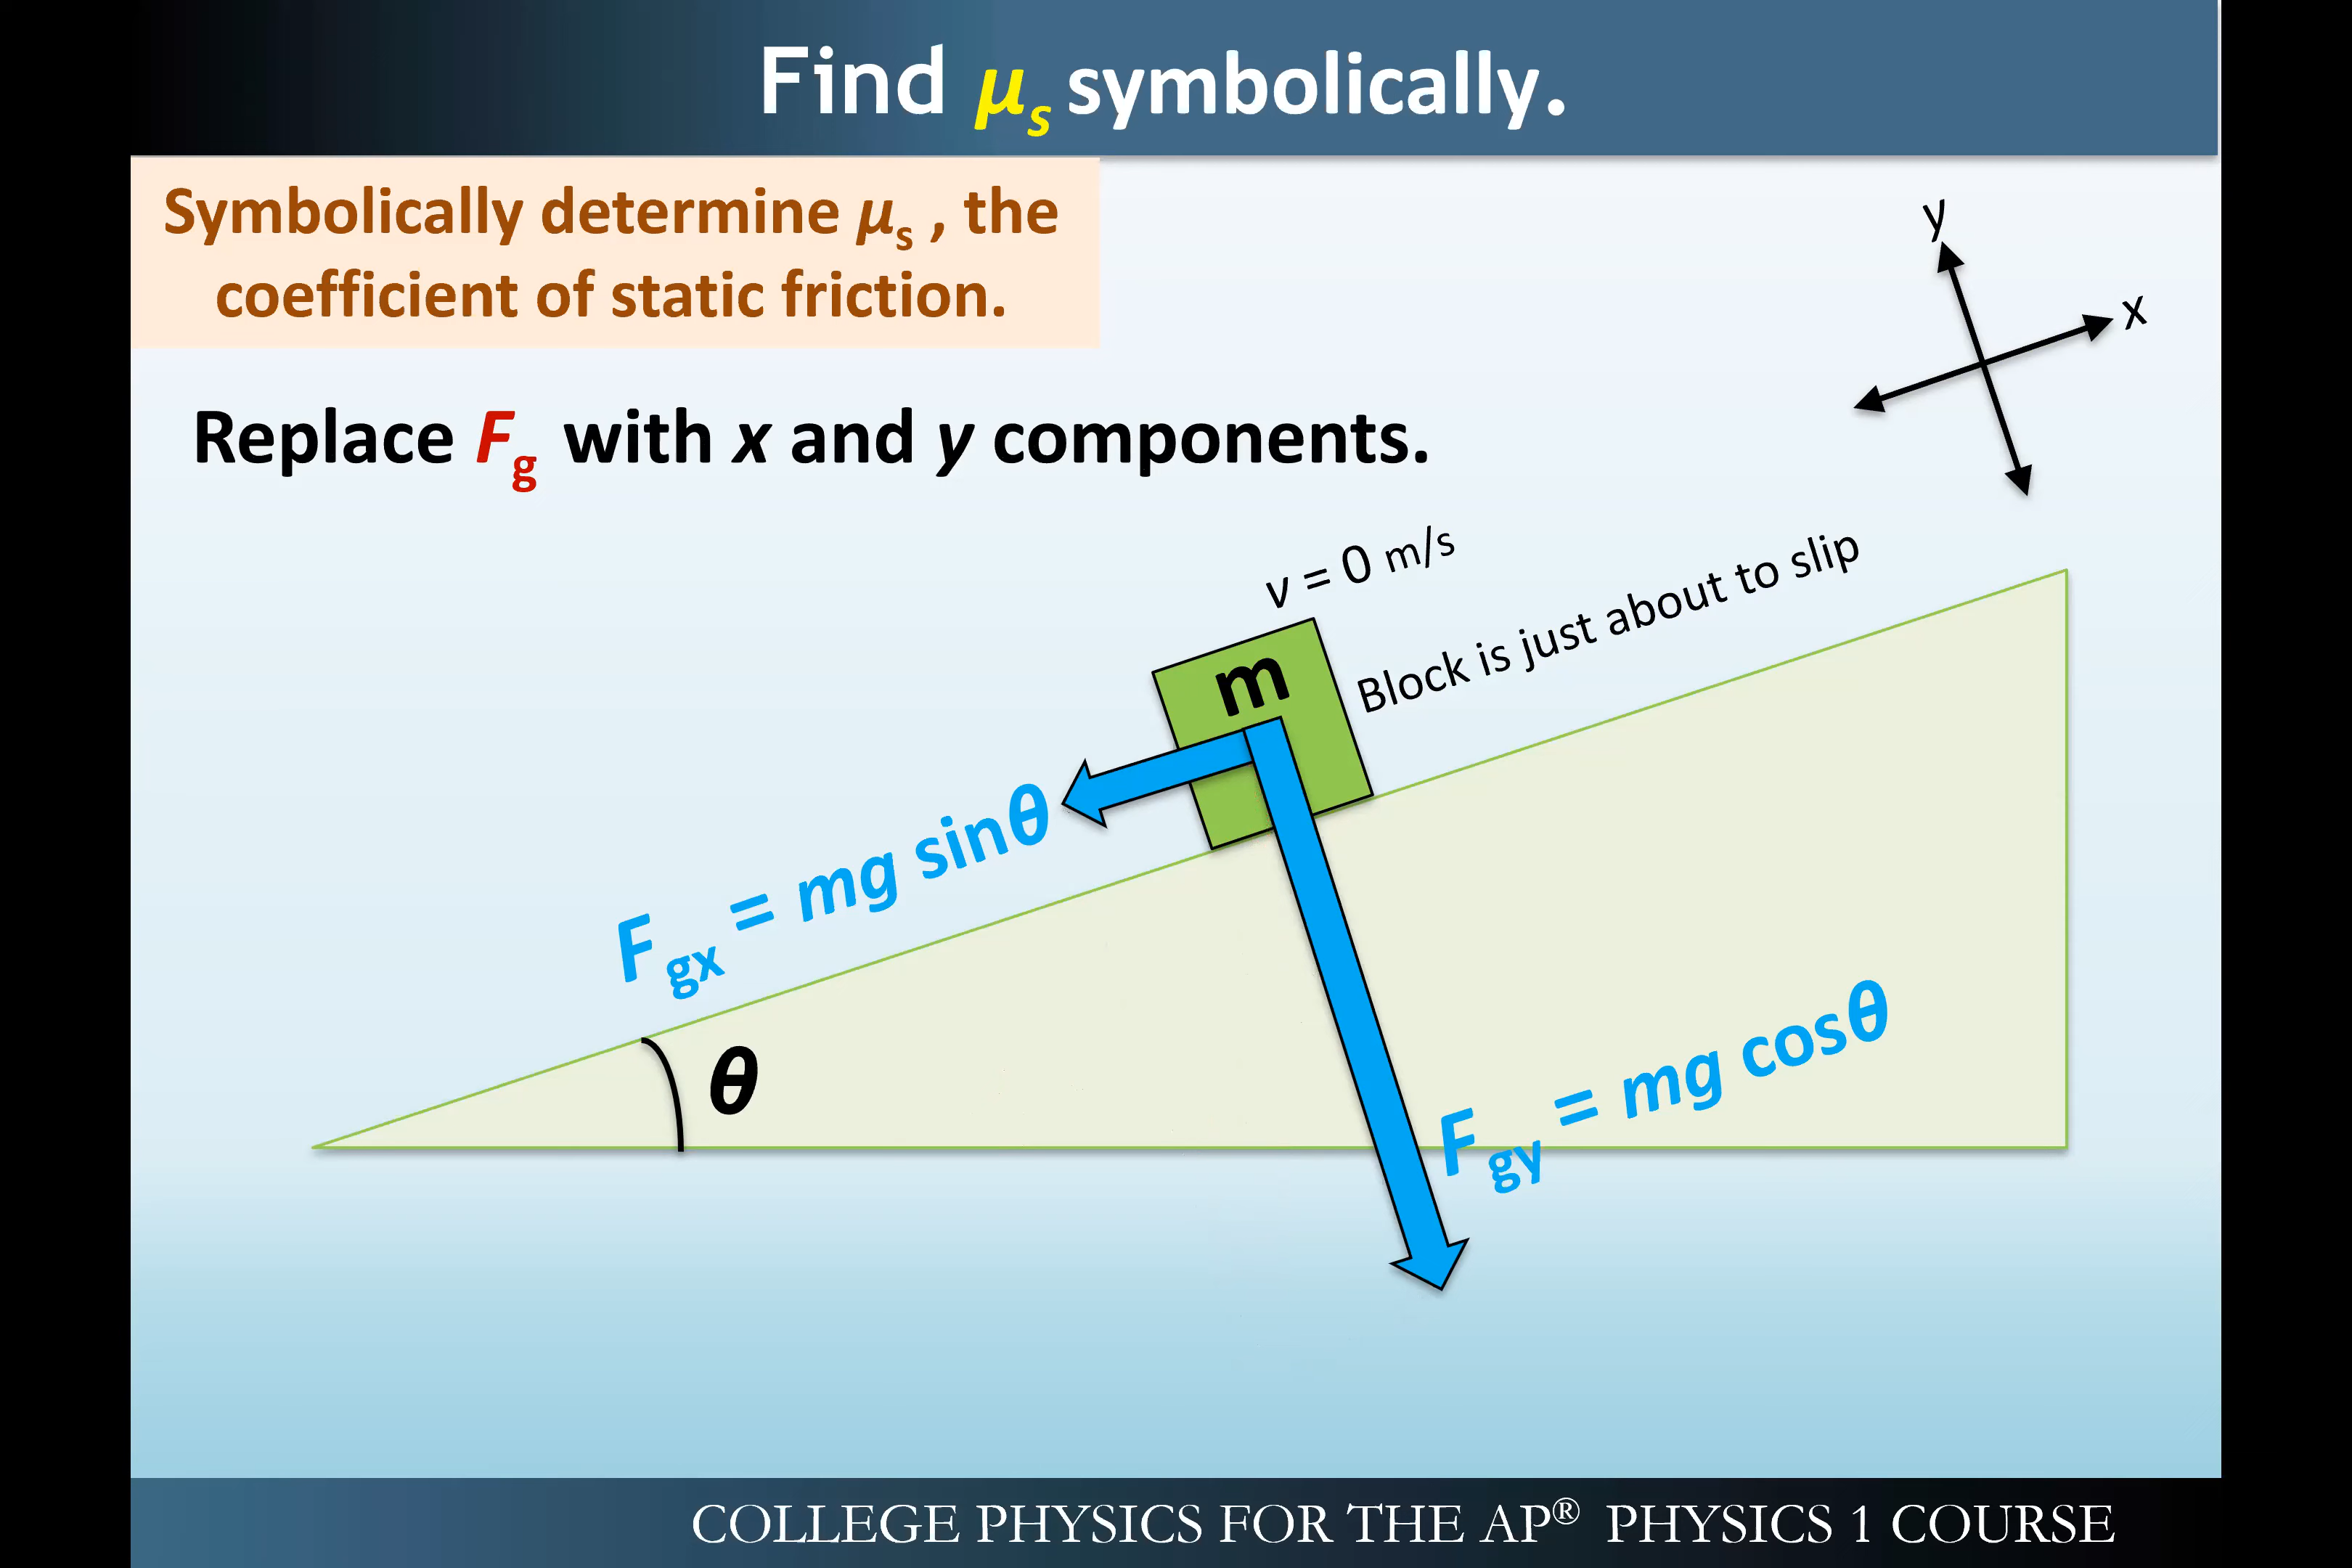 Find μs symbolically.
Symbolically determine μs , the
coefficient of static friction.
Replace Fg with x and y components.
y
x
v = 0 m/s
Block is just about to slip
m
Fgx = mg sinθ
θ
Fgy = mg cosθ
COLLEGE PHYSICS FOR THE AP® PHYSICS 1 COURSE